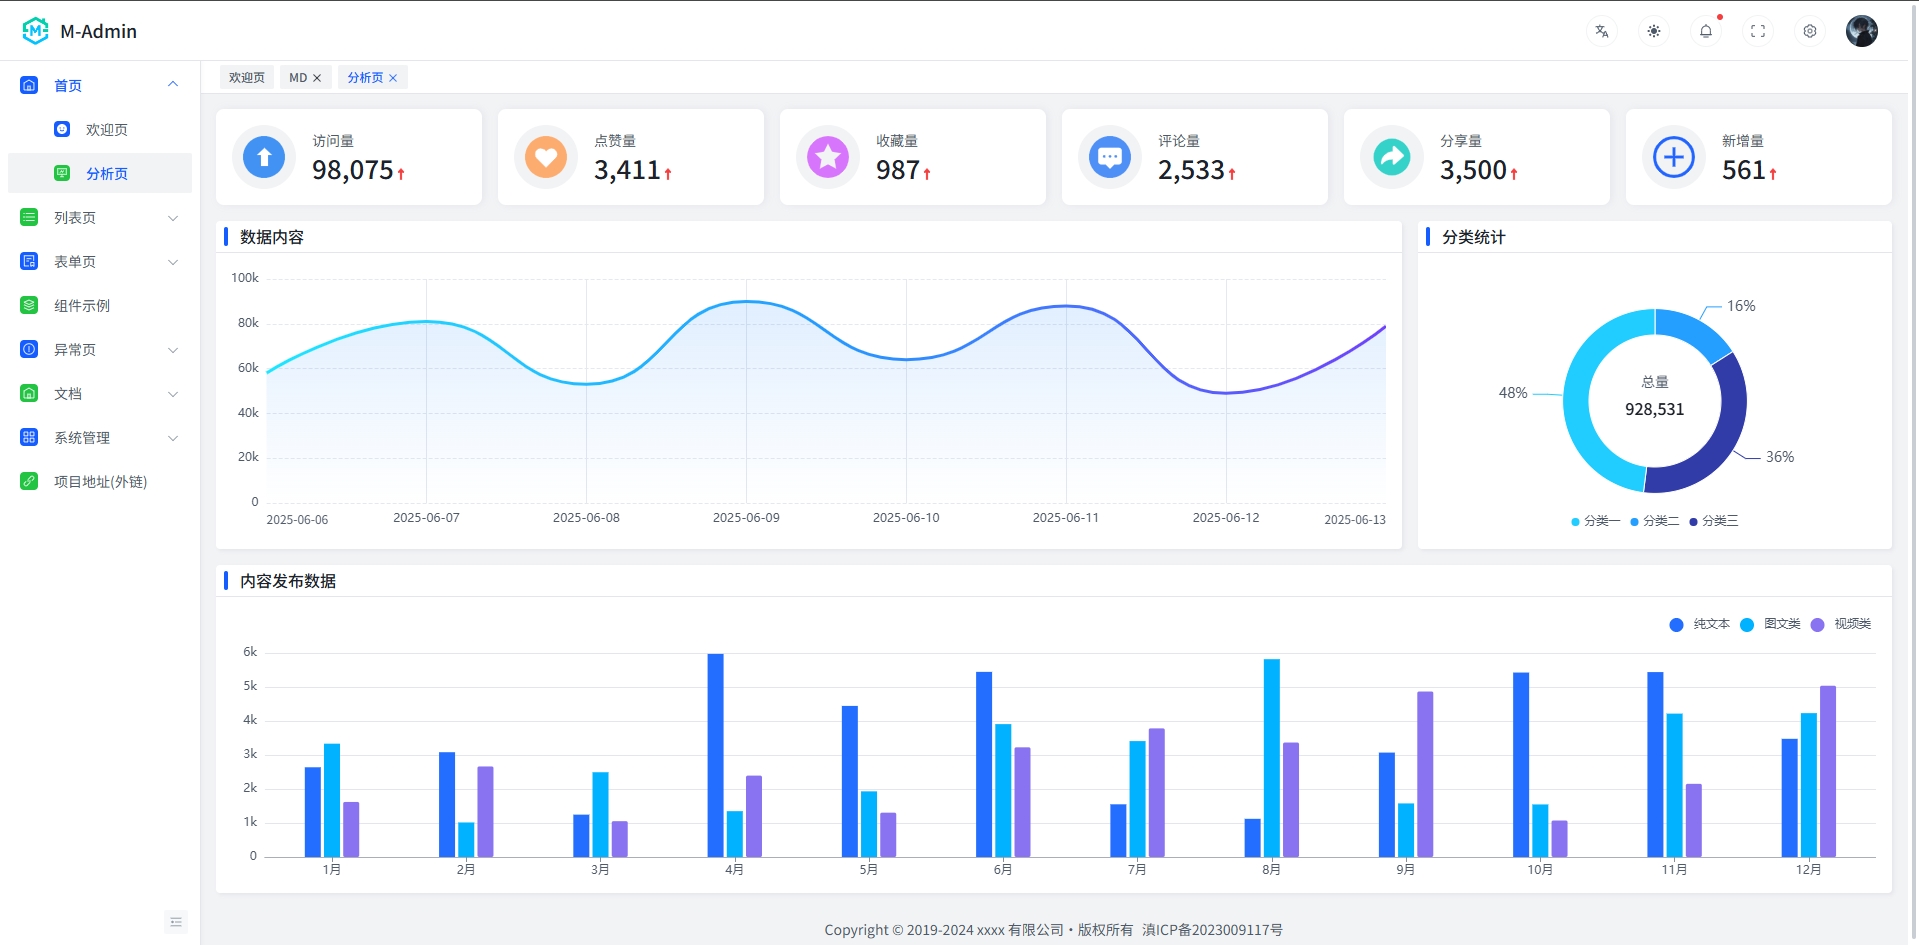 M-Admin
首页
欢迎页
分析页
列表页
表单页
组件示例
异常页
文档
系统管理
项目地址(外链)
欢迎页 MD 分析页
访问量
98,075
点赞量
3,411
收藏量
987
评论量
2,533
分享量
3,500
新增量
561
数据内容
100k
80k
60k
40k
20k
0
2025-06-06 2025-06-07 2025-06-08 2025-06-09 2025-06-10 2025-06-11 2025-06-12 2025-06-13
分类统计
16%
48%
36%
总量
928,531
分类一 分类二 分类三
内容发布数据
纯文本 图文类 视频类
6k
5k
4k
3k
2k
1k
0
1月 2月 3月 4月 5月 6月 7月 8月 9月 10月 11月 12月
Copyright © 2019-2024 xxxx 有限公司・版权所有 滇ICP备2023009117号